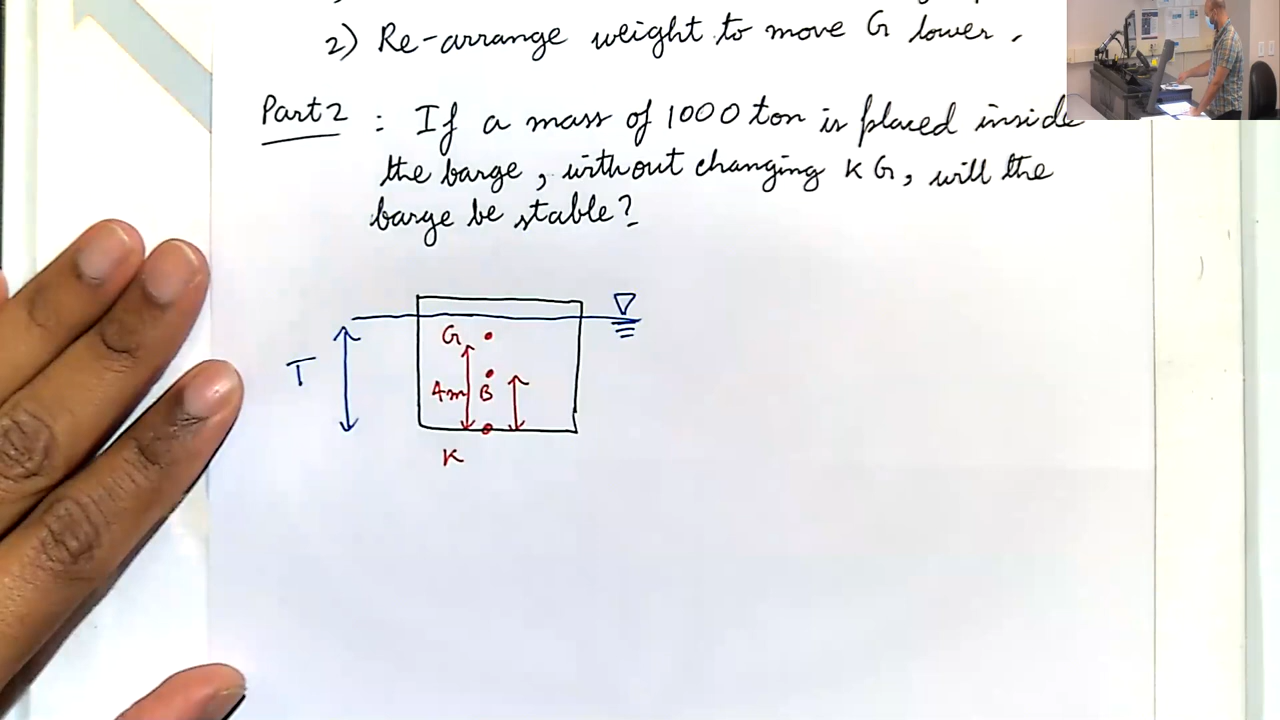 2) Re-arrange weight to move G lower.
Part 2 : If a mass of 1000 ton is placed inside
the barge, without changing KG, will the
barge be stable?
G
T
4m B
K